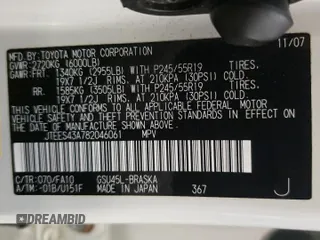 MFD. BY: TOYOTA MOTOR CORPORATION 11/07
GVWR: 2720KG (6000LB)
GAWR: FRT. 1340KG (2955LB) WITH P245/55R19 TIRES.
19X7 1/2J RIMS. AT 210KPA (30PSI) COLD.
RR. 1585KG (3505LB) WITH P245/55R19 TIRES.
19X7 1/2J RIMS. AT 210KPA (30PSI) COLD.
THIS VEHICLE CONFORMS TO ALL APPLICABLE FEDERAL MOTOR
VEHICLE SAFETY AND THEFT PREVENTION STANDARDS IN
EFFECT ON THE DATE OF MANUFACTURE SHOWN ABOVE.
JTEES43A782046061 MPV
C/TR: 070/FA10 GSU45L-BRASKA
A/TM: -01B/U151F MADE IN JAPAN 367 J
© DRIVERSIDE
AUTO HISTORY